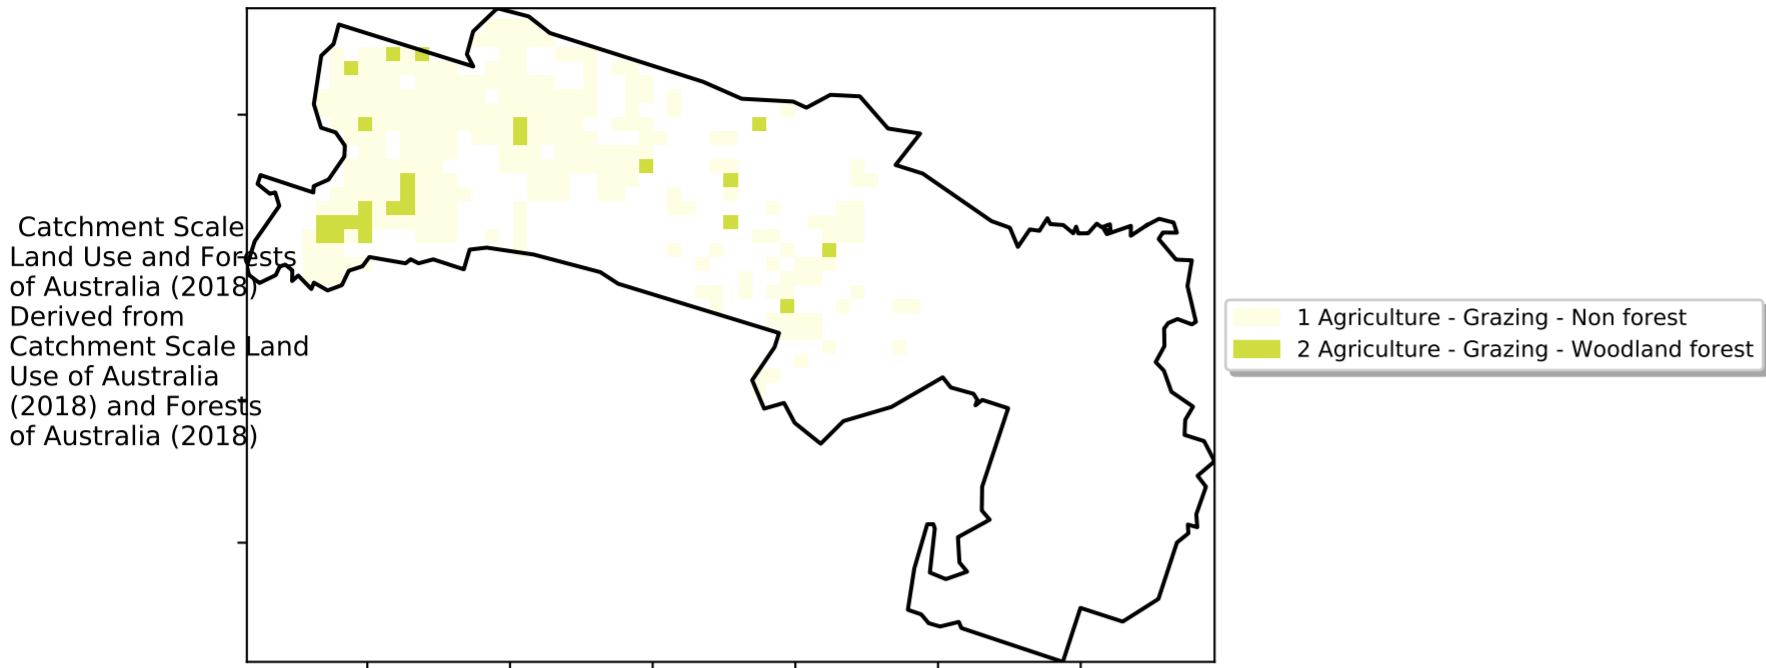 Catchment Scale
Land Use and Forests
of Australia (2018)
Derived from
Catchment Scale Land
Use of Australia
(2018) and Forests
of Australia (2018)
1 Agriculture - Grazing - Non forest
2 Agriculture - Grazing - Woodland forest